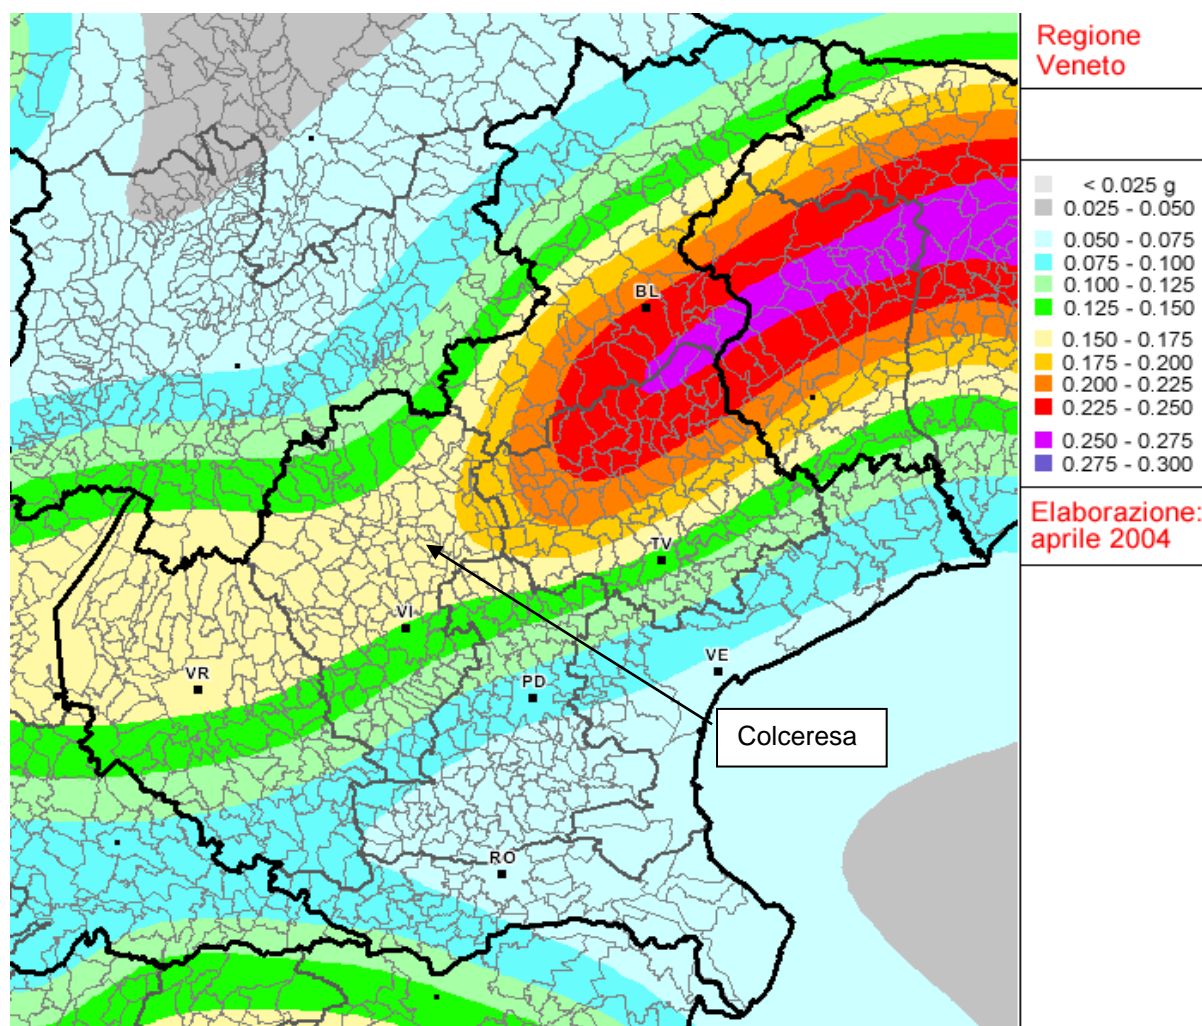 Regione
Veneto
< 0.025 g
0.025 - 0.050
0.050 - 0.075
0.075 - 0.100
0.100 - 0.125
0.125 - 0.150
0.150 - 0.175
0.175 - 0.200
0.200 - 0.225
0.225 - 0.250
0.250 - 0.275
0.275 - 0.300
Elaborazione:
aprile 2004
BL
TV
VI
VE
VR
PD
Colceresa
RO